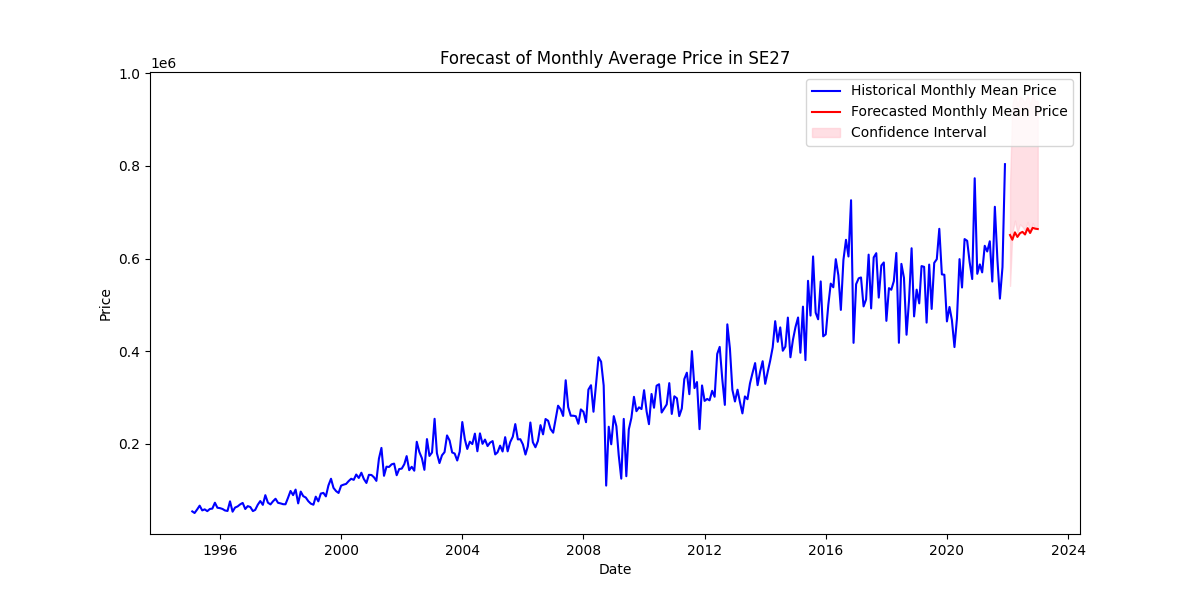 Forecast of Monthly Average Price in SE27
1e6
1.0
0.8
0.6
0.4
0.2
Price
Historical Monthly Mean Price
Forecasted Monthly Mean Price
Confidence Interval
1996 2000 2004 2008 2012 2016 2020 2024
Date